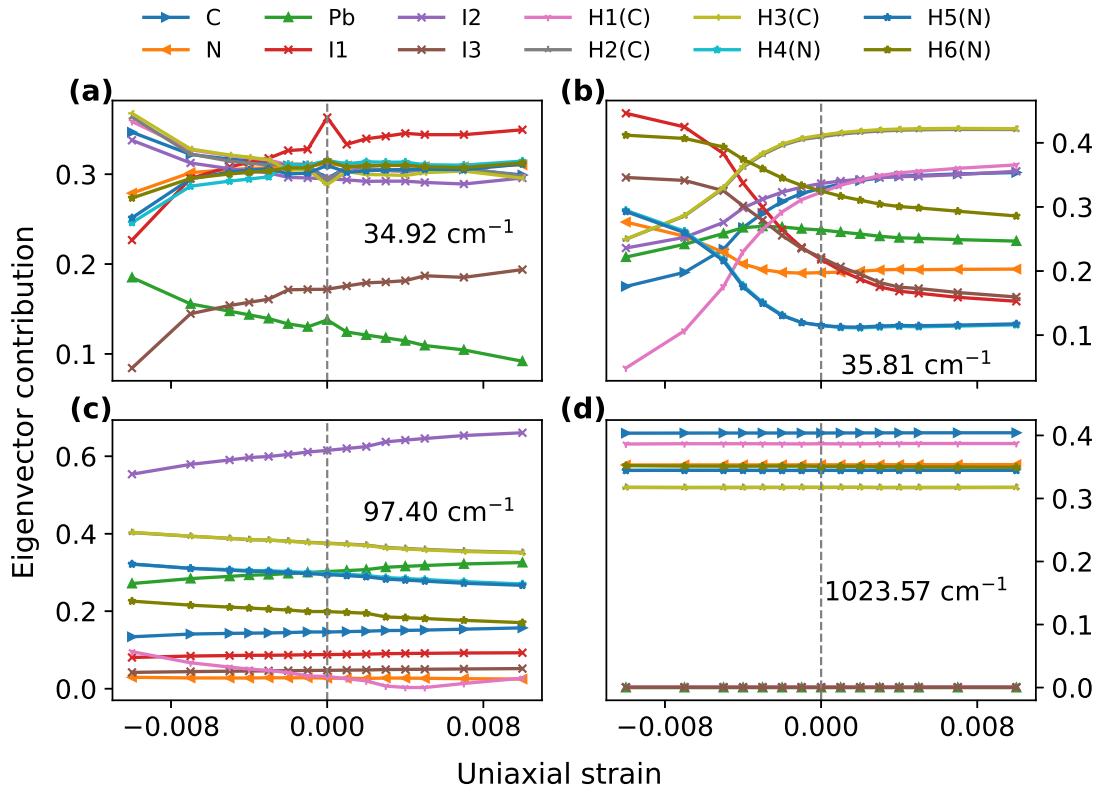 C Pb I2 H1(C) H3(C) H5(N)
N I1 I3 H2(C) H4(N) H6(N)
(a) (b)
0.3
0.2
0.1
34.92 cm⁻¹
0.4
0.3
0.2
0.1
35.81 cm⁻¹
Eigenvector contribution
(c) (d)
0.6
0.4
0.2
0.0
97.40 cm⁻¹
0.4
0.3
0.2
0.1
0.0
1023.57 cm⁻¹
−0.008 0.000 0.008 −0.008 0.000 0.008
Uniaxial strain